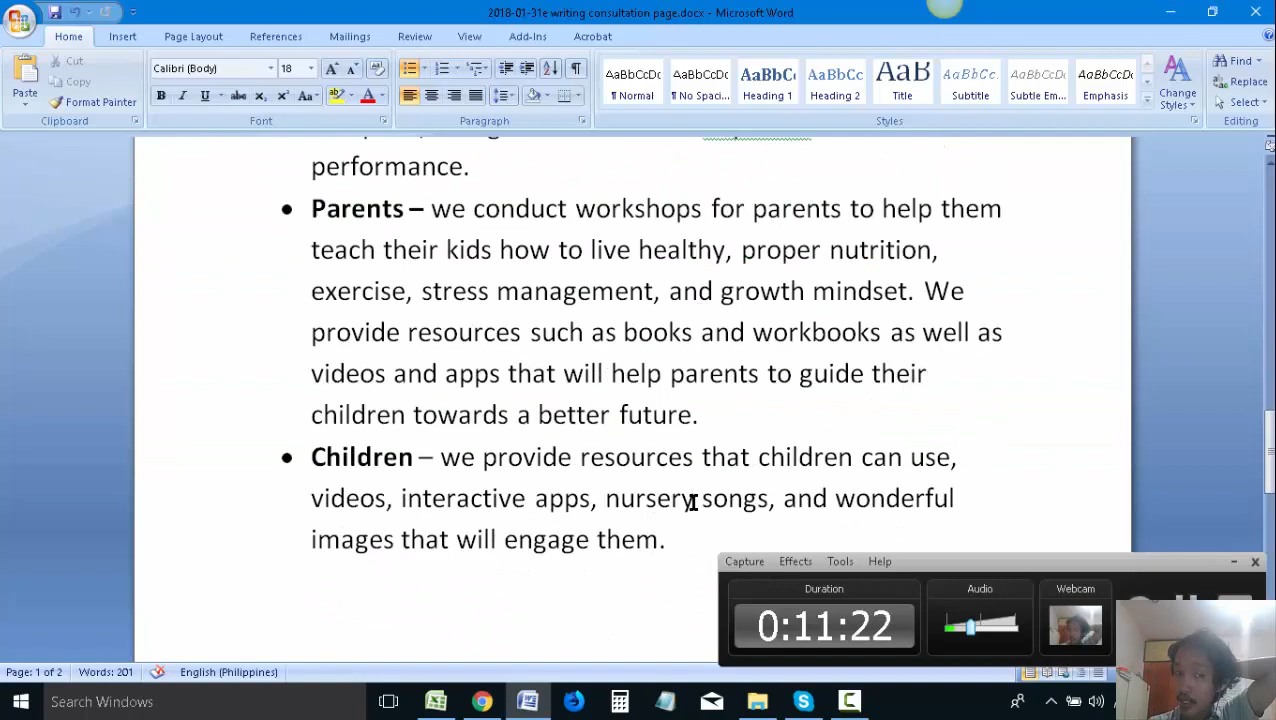 2018-01-31e writing consultation page.docx - Microsoft Word
Home Insert Page Layout References Mailings Review View Add-Ins Acrobat
Paste
Cut
Copy
Format Painter
Clipboard
Calibri (Body) 18
Font
Paragraph
AaBbCcDc AaBbCcDc AaBbC AaBbCc AaB AaBbCcL AaBbCcDc AaBbCcDc
¶ Normal ¶ No Spaci... Heading 1 Heading 2 Title Subtitle Subtle Em... Emphasis
Change Styles
Styles
Find
Replace
Select
Editing
performance.
• Parents – we conduct workshops for parents to help them
teach their kids how to live healthy, proper nutrition,
exercise, stress management, and growth mindset. We
provide resources such as books and workbooks as well as
videos and apps that will help parents to guide their
children towards a better future.
• Children – we provide resources that children can use,
videos, interactive apps, nursery songs, and wonderful
images that will engage them.
Capture Effects Tools Help
Duration Audio Webcam
0:11:22
Page: 1 of 2 Words: 201 English (Philippines)
Search Windows